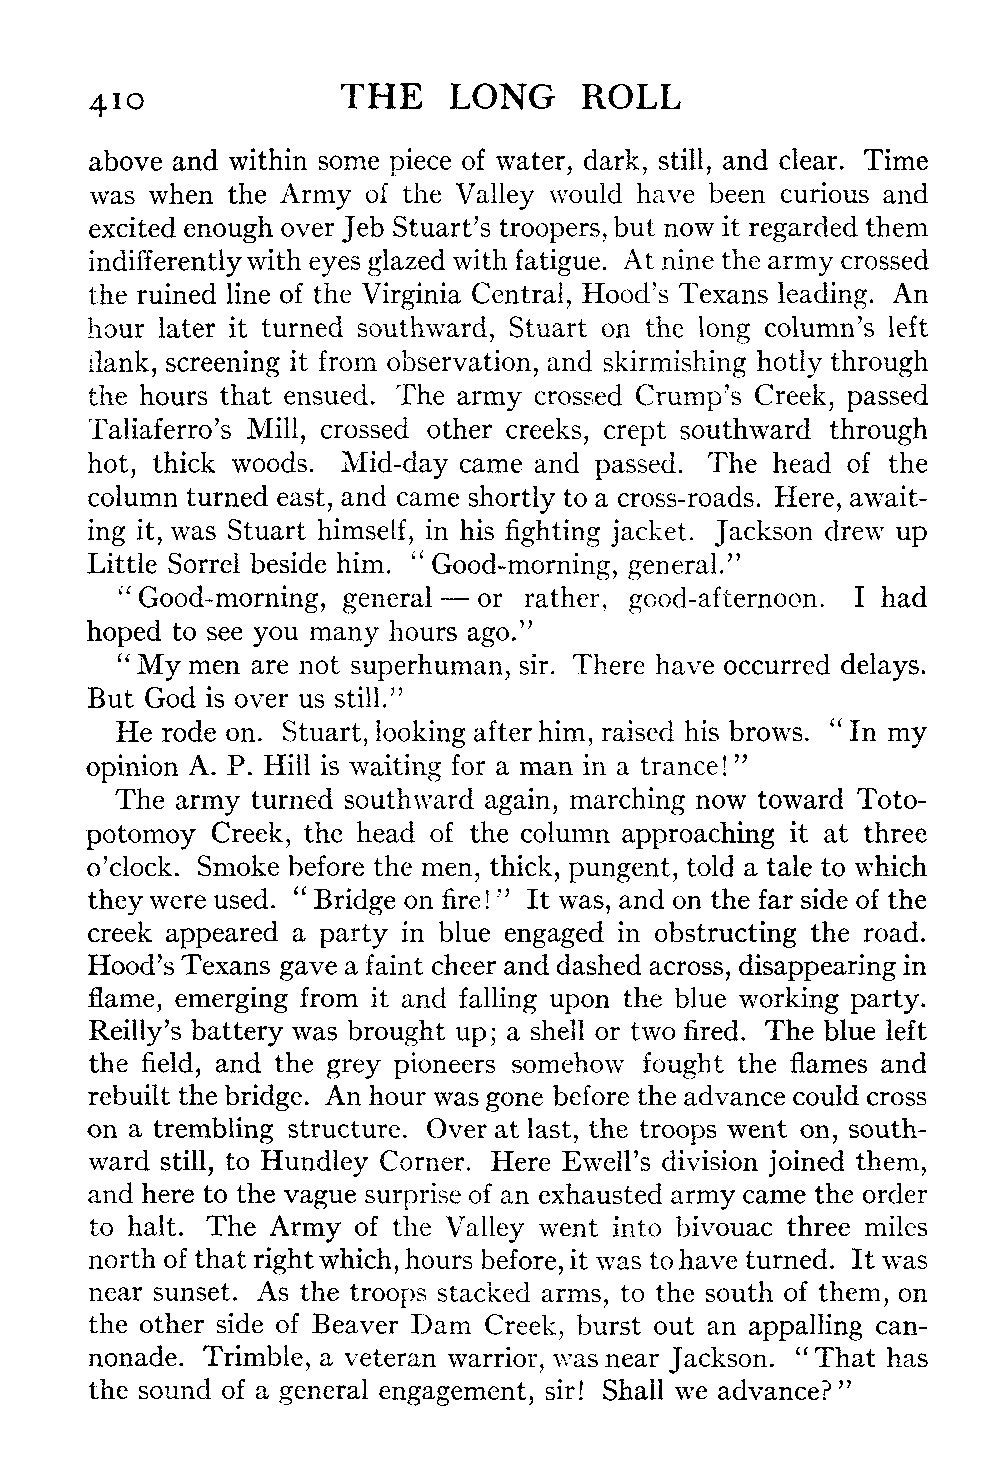 410 THE LONG ROLL
above and within some piece of water, dark, still, and clear. Time
was when the Army of the Valley would have been curious and
excited enough over Jeb Stuart's troopers, but now it regarded them
indifferently with eyes glazed with fatigue. At nine the army crossed
the ruined line of the Virginia Central, Hood's Texans leading. An
hour later it turned southward, Stuart on the long column's left
flank, screening it from observation, and skirmishing hotly through
the hours that ensued. The army crossed Crump's Creek, passed
Taliaferro's Mill, crossed other creeks, crept southward through
hot, thick woods. Mid-day came and passed. The head of the
column turned east, and came shortly to a cross-roads. Here, await-
ing it, was Stuart himself, in his fighting jacket. Jackson drew up
Little Sorrel beside him. "Good-morning, general."
"Good-morning, general — or rather, good-afternoon. I had
hoped to see you many hours ago."
"My men are not superhuman, sir. There have occurred delays.
But God is over us still."
He rode on. Stuart, looking after him, raised his brows. "In my
opinion A. P. Hill is waiting for a man in a trance!"
The army turned southward again, marching now toward Toto-
potomoy Creek, the head of the column approaching it at three
o'clock. Smoke before the men, thick, pungent, told a tale to which
they were used. "Bridge on fire!" It was, and on the far side of the
creek appeared a party in blue engaged in obstructing the road.
Hood's Texans gave a faint cheer and dashed across, disappearing in
flame, emerging from it and falling upon the blue working party.
Reilly's battery was brought up; a shell or two fired. The blue left
the field, and the grey pioneers somehow fought the flames and
rebuilt the bridge. An hour was gone before the advance could cross
on a trembling structure. Over at last, the troops went on, south-
ward still, to Hundley Corner. Here Ewell's division joined them,
and here to the vague surprise of an exhausted army came the order
to halt. The Army of the Valley went into bivouac three miles
north of that right which, hours before, it was to have turned. It was
near sunset. As the troops stacked arms, to the south of them, on
the other side of Beaver Dam Creek, burst out an appalling can-
nonade. Trimble, a veteran warrior, was near Jackson. "That has
the sound of a general engagement, sir! Shall we advance?"